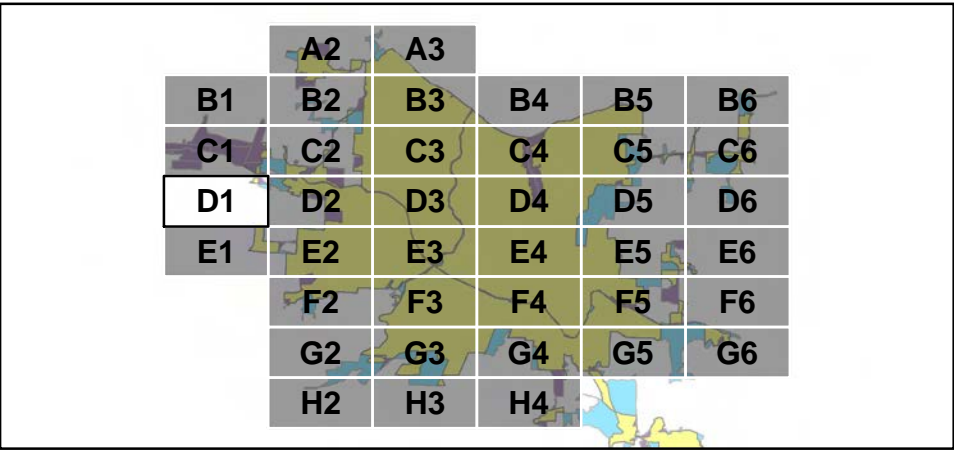 A2 A3
B1 B2 B3 B4 B5 B6
C1 C2 C3 C4 C5 C6
D1 D2 D3 D4 D5 D6
E1 E2 E3 E4 E5 E6
F2 F3 F4 F5 F6
G2 G3 G4 G5 G6
H2 H3 H4